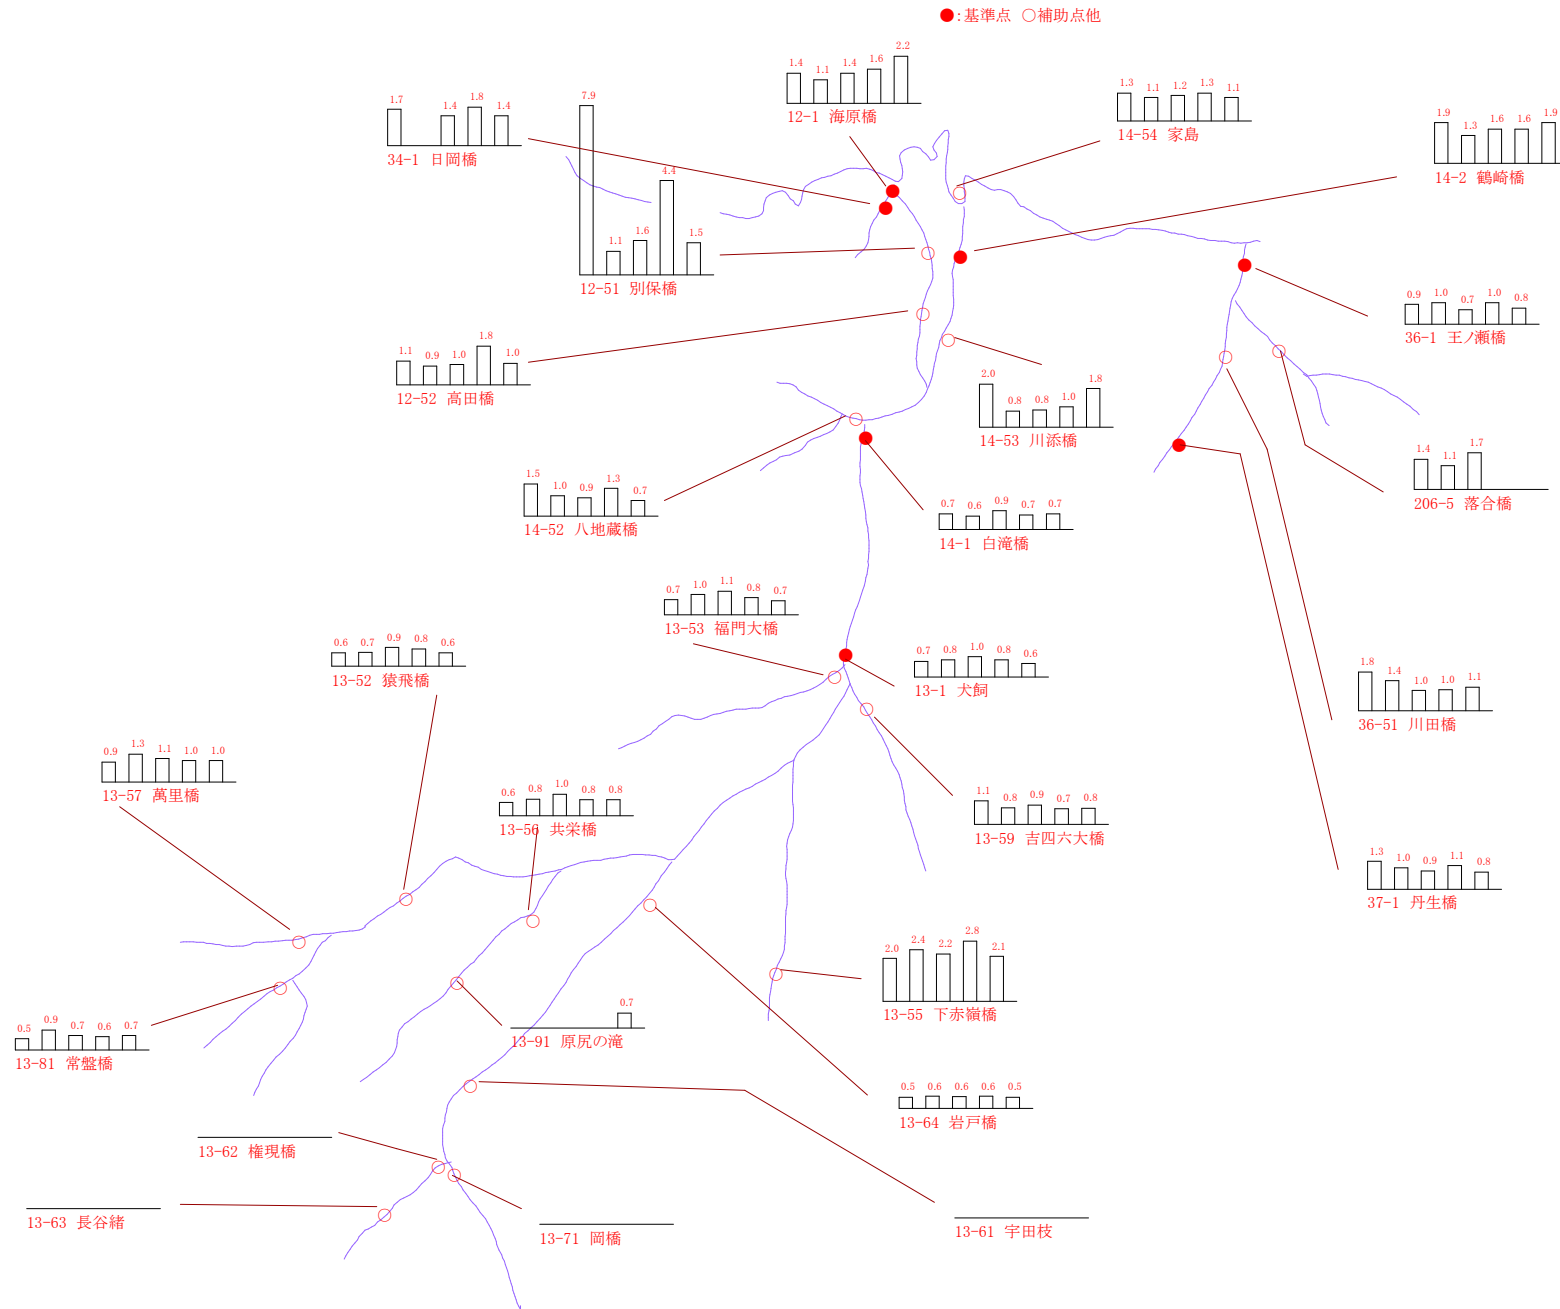 ●:基準点 ○補助点他
1.4 1.1 1.4 1.6 2.2
12-1 海原橋
1.3 1.1 1.2 1.3 1.1
14-54 家島
1.7 1.4 1.8 1.4
34-1 日岡橋
7.9 1.1 1.6 4.4 1.5
12-51 別保橋
1.9 1.3 1.6 1.6 1.9
14-2 鶴崎橋
0.9 1.0 0.7 1.0 0.8
36-1 王ノ瀬橋
1.1 0.9 1.0 1.8 1.0
12-52 高田橋
2.0 0.8 0.8 1.0 1.8
14-53 川添橋
1.4 1.1 1.7
206-5 落合橋
1.5 1.0 0.9 1.3 0.7
14-52 八地蔵橋
0.7 0.6 0.9 0.7 0.7
14-1 白滝橋
0.7 1.0 1.1 0.8 0.7
13-53 福門大橋
0.6 0.7 0.9 0.8 0.6
13-52 猿飛橋
0.7 0.8 1.0 0.8 0.6
13-1 犬飼
1.8 1.4 1.0 1.0 1.1
36-51 川田橋
0.9 1.3 1.1 1.0 1.0
13-57 萬里橋
0.6 0.8 1.0 0.8 0.8
13-56 共栄橋
1.1 0.8 0.9 0.7 0.8
13-59 吉四六大橋
1.3 1.0 0.9 1.1 0.8
37-1 丹生橋
2.0 2.4 2.2 2.8 2.1
13-55 下赤嶺橋
0.5 0.9 0.7 0.6 0.7
13-81 常盤橋
0.7
13-91 原尻の滝
0.5 0.6 0.6 0.6 0.5
13-64 岩戸橋
13-62 権現橋
13-63 長谷緒
13-71 岡橋
13-61 宇田枝